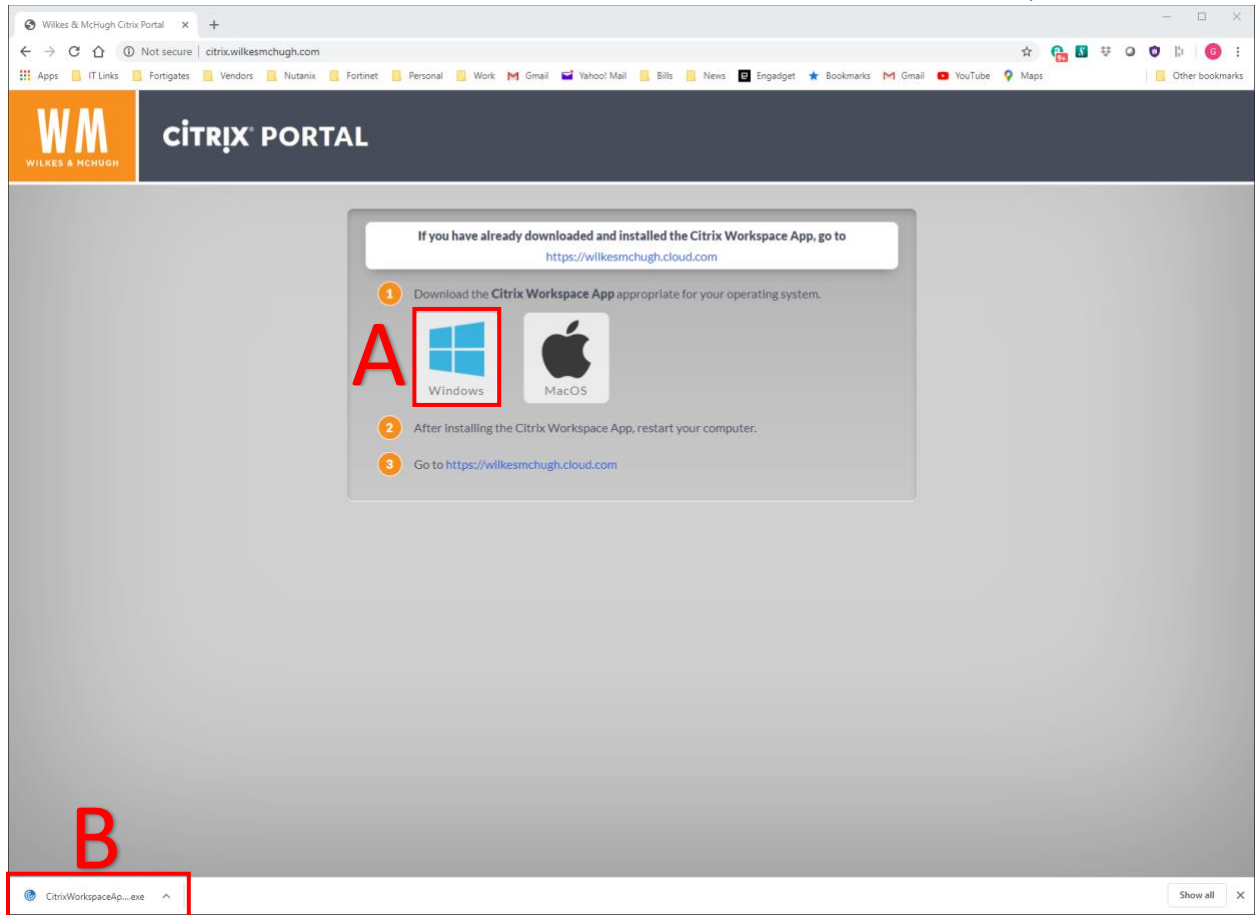 Wilkes & McHugh Citrix Portal
Not secure | citrix.wilkesmchugh.com
Apps IT Links Fortigates Vendors Nutanix Fortinet Personal Work Gmail Yahoo! Mail Bills News Engadget Bookmarks Gmail YouTube Maps Other bookmarks
WM
WILKES & MCHUGH
CITRIX® PORTAL
If you have already downloaded and installed the Citrix Workspace App, go to
https://wilkesmchugh.cloud.com
1 Download the Citrix Workspace App appropriate for your operating system.
A
Windows MacOS
2 After installing the Citrix Workspace App, restart your computer.
3 Go to https://wilkesmchugh.cloud.com
B
CitrixWorkspaceAp....exe Show all